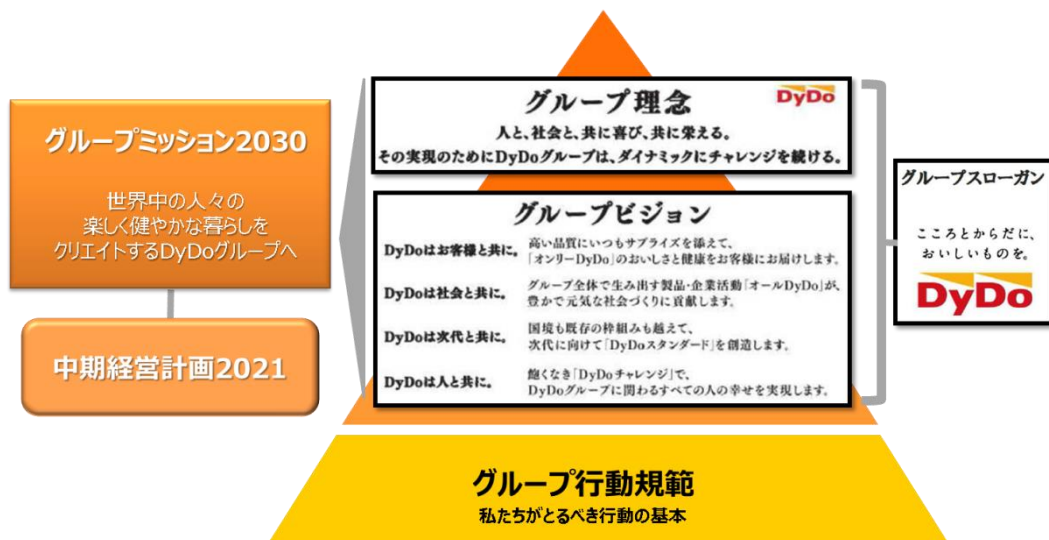 グループミッション2030
世界中の人々の
楽しく健やかな暮らしを
クリエイトするDyDoグループへ
中期経営計画2021
グループ理念
DyDo
人と、社会と、共に喜び、共に栄える。
その実現のためにDyDoグループは、ダイナミックにチャレンジを続ける。
グループビジョン
DyDoはお客様と共に。
高い品質にいつもサプライズを添えて、
「オンリーDyDo」のおいしさと健康をお客様にお届けします。
DyDoは社会と共に。
グループ全体で生み出す製品・企業活動「オールDyDo」が、
豊かで元気な社会づくりに貢献します。
DyDoは次代と共に。
国境も既存の枠組みも越えて、
次代に向けて「DyDoスタンダード」を創造します。
DyDoは人と共に。
飽くなき「DyDoチャレンジ」で、
DyDoグループに関わるすべての人の幸せを実現します。
グループスローガン
こころとからだに、
おいしいものを。
DyDo
グループ行動規範
私たちがとるべき行動の基本